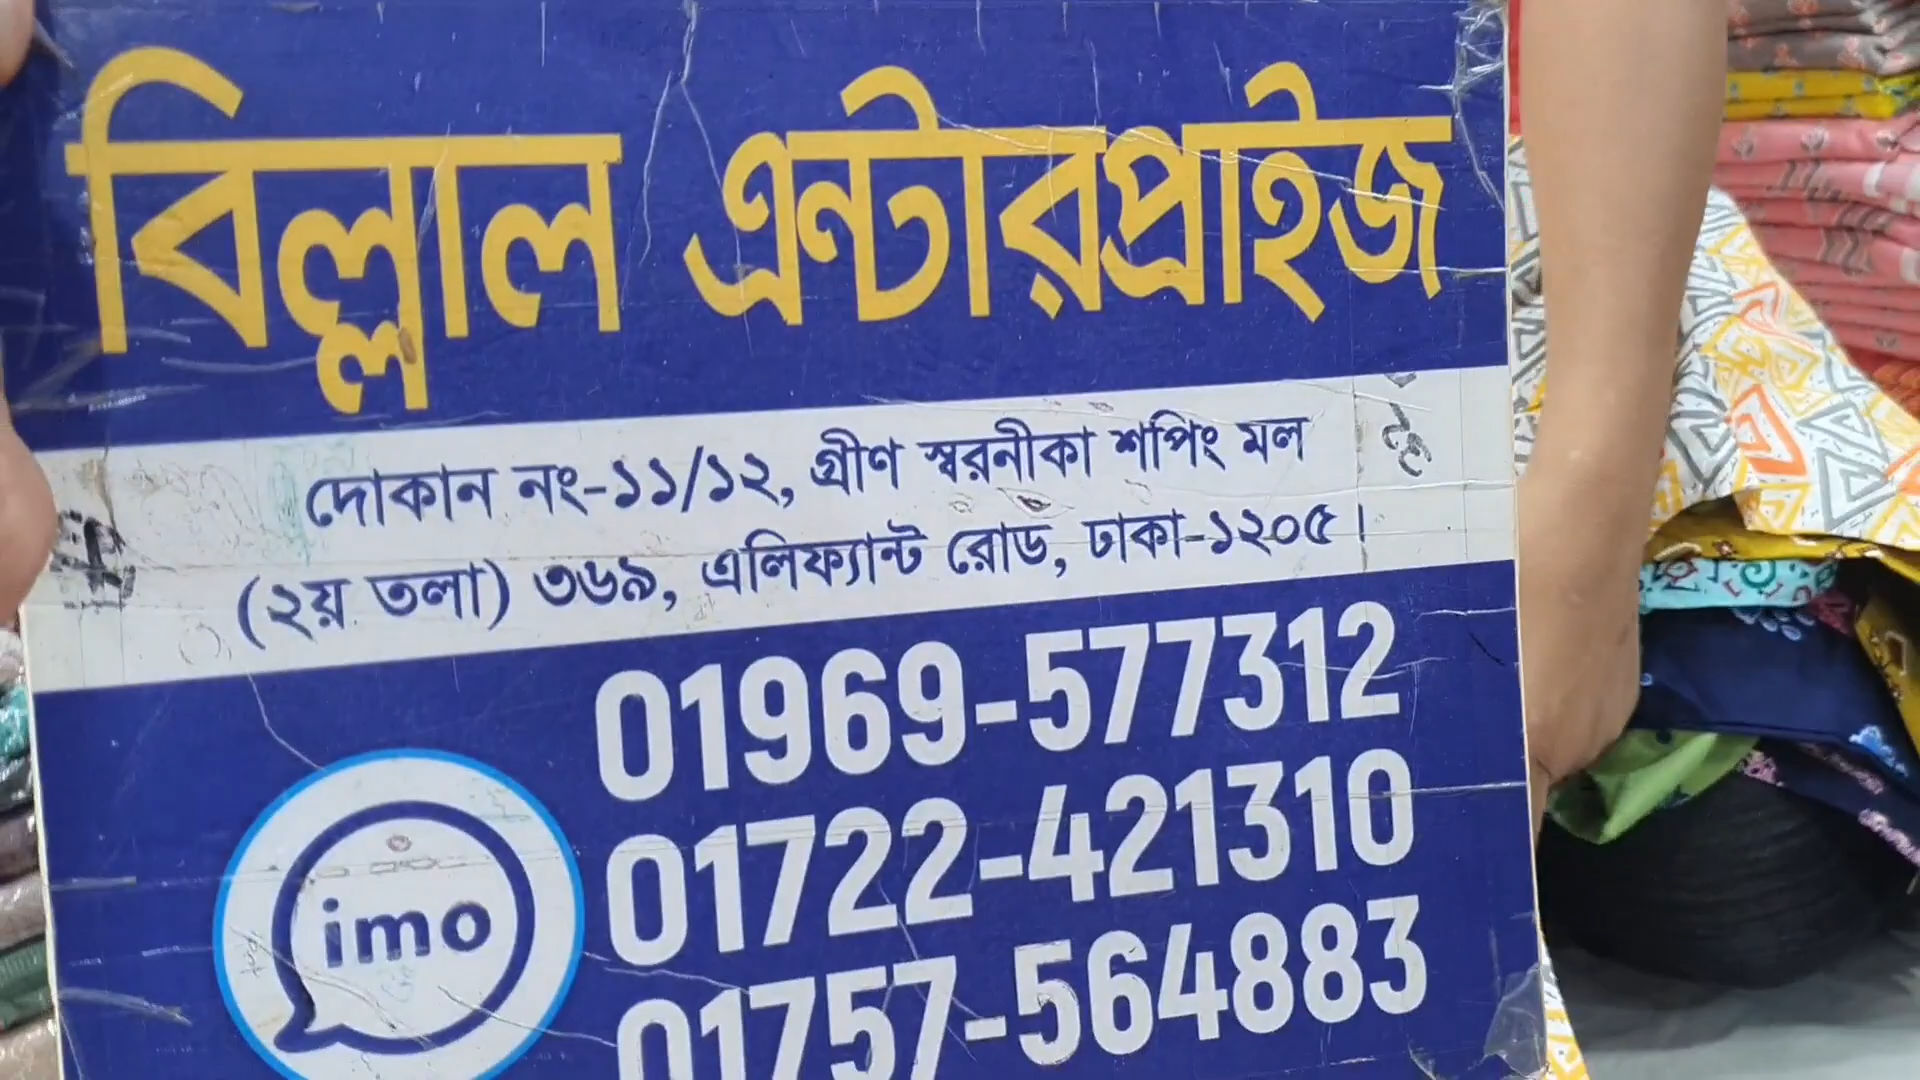 বিল্লাল এন্টারপ্রাইজ
দোকান নং-১১/১২, গ্রীণ স্বরনীকা শপিং মল
(২য় তলা) ৩৬৯, এলিফ্যান্ট রোড, ঢাকা-১২০৫।
01969-577312
01722-421310
01757-564883
imo